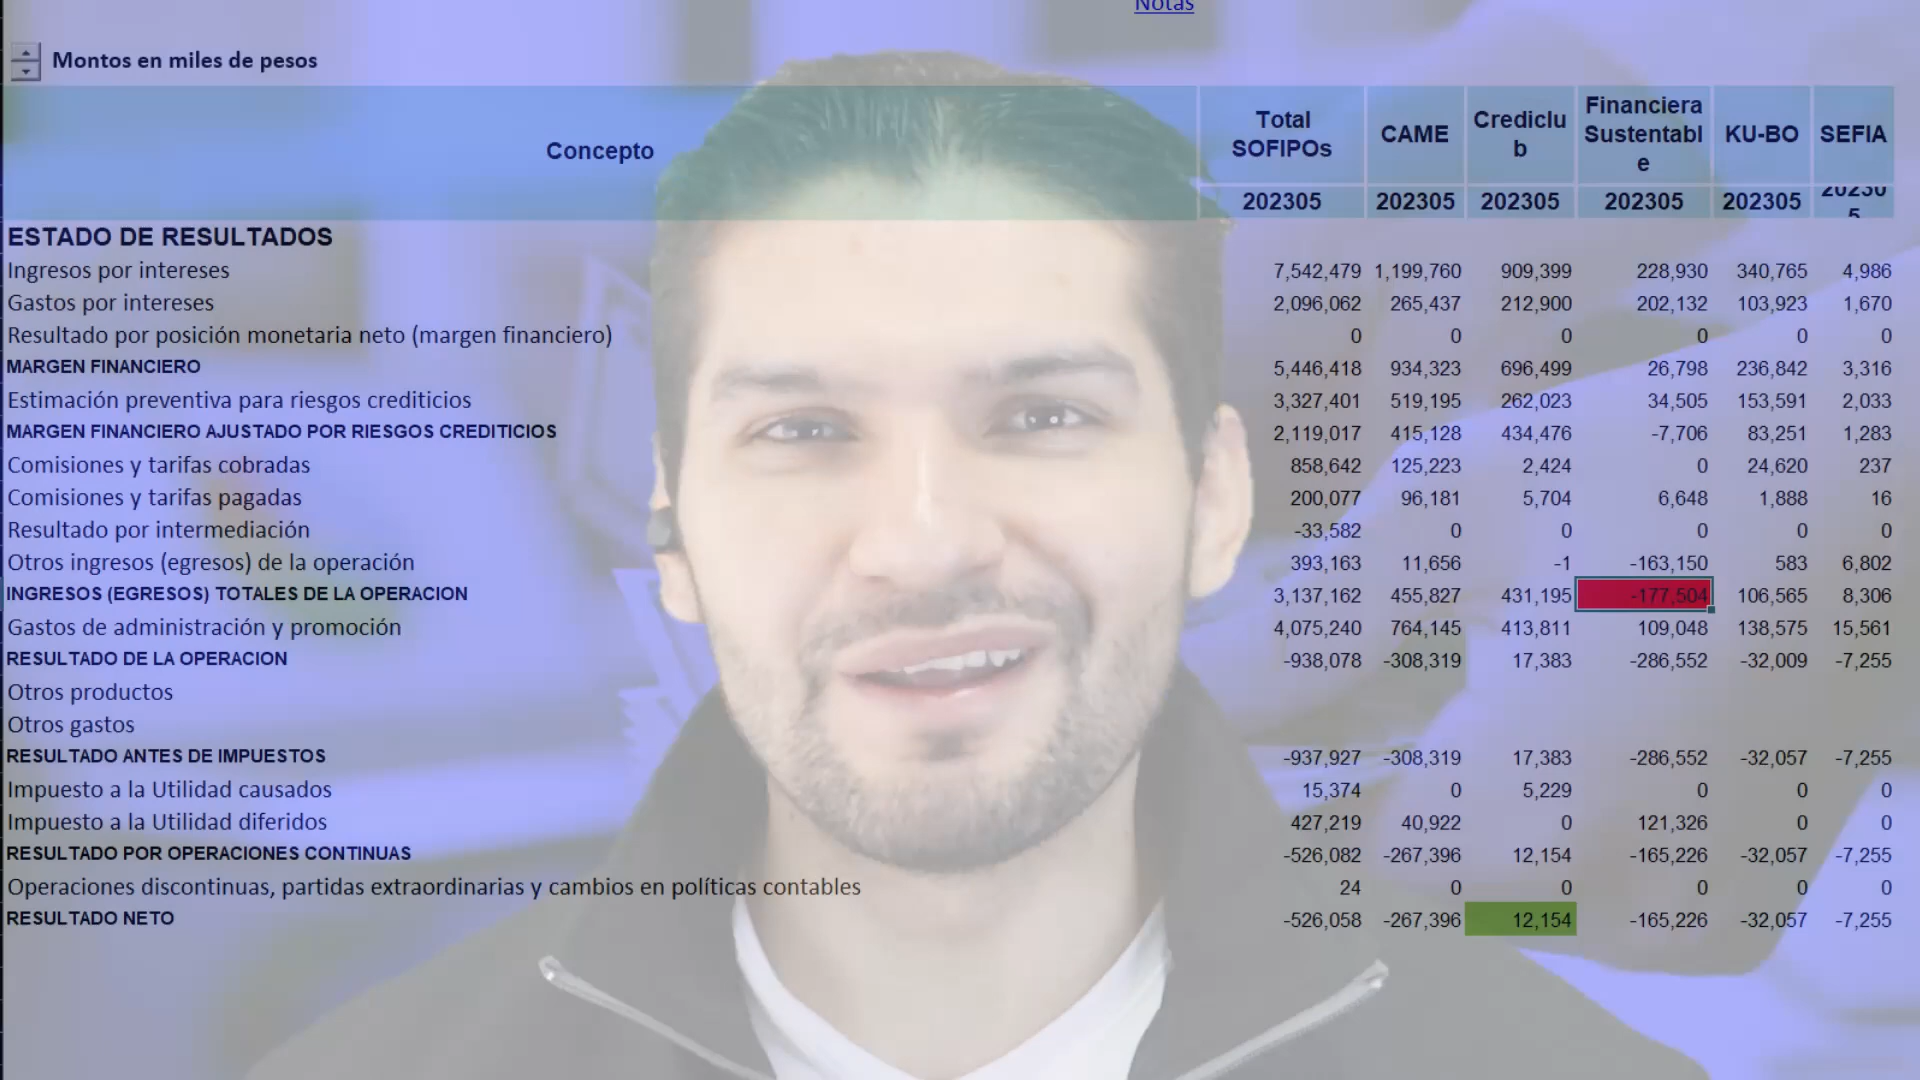 Notas
Montos en miles de pesos
Concepto Total SOFIPOs CAME Crediclub Financiera Sustentable KU-BO SEFIA
202305 202305 202305 202305 202305 202305
ESTADO DE RESULTADOS
Ingresos por intereses 7,542,479 1,199,760 909,399 228,930 340,765 4,986
Gastos por intereses 2,096,062 265,437 212,900 202,132 103,923 1,670
Resultado por posición monetaria neto (margen financiero) 0 0 0 0 0 0
MARGEN FINANCIERO 5,446,418 934,323 696,499 26,798 236,842 3,316
Estimación preventiva para riesgos crediticios 3,327,401 519,195 262,023 34,505 153,591 2,033
MARGEN FINANCIERO AJUSTADO POR RIESGOS CREDITICIOS 2,119,017 415,128 434,476 -7,706 83,251 1,283
Comisiones y tarifas cobradas 858,642 125,223 2,424 0 24,620 237
Comisiones y tarifas pagadas 200,077 96,181 5,704 6,648 1,888 16
Resultado por intermediación -33,582 0 0 0 0 0
Otros ingresos (egresos) de la operación 393,163 11,656 -1 -163,150 583 6,802
INGRESOS (EGRESOS) TOTALES DE LA OPERACION 3,137,162 455,827 431,195 -177,504 106,565 8,306
Gastos de administración y promoción 4,075,240 764,145 413,811 109,048 138,575 15,561
RESULTADO DE LA OPERACION -938,078 -308,319 17,383 -286,552 -32,009 -7,255
Otros productos
Otros gastos
RESULTADO ANTES DE IMPUESTOS -937,927 -308,319 17,383 -286,552 -32,057 -7,255
Impuesto a la Utilidad causados 15,374 0 5,229 0 0 0
Impuesto a la Utilidad diferidos 427,219 40,922 0 121,326 0 0
RESULTADO POR OPERACIONES CONTINUAS -526,082 -267,396 12,154 -165,226 -32,057 -7,255
Operaciones discontinuas, partidas extraordinarias y cambios en políticas contables 24 0 0 0 0 0
RESULTADO NETO -526,058 -267,396 12,154 -165,226 -32,057 -7,255